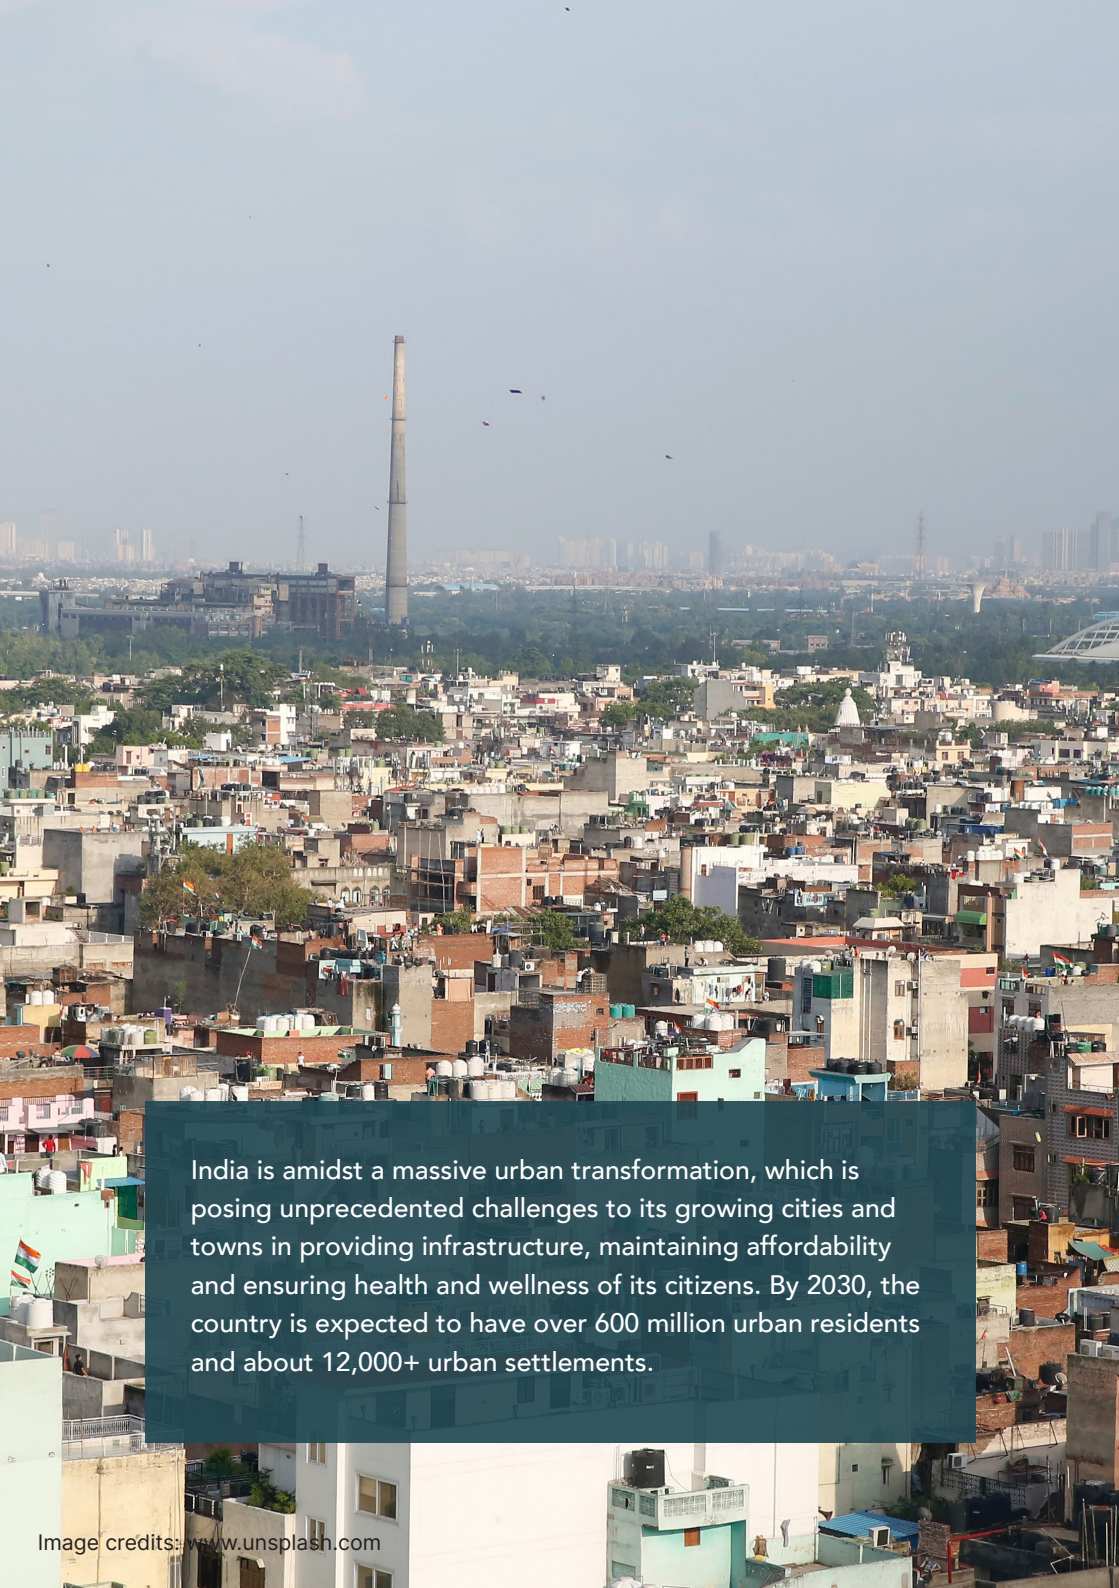 India is amidst a massive urban transformation, which is
posing unprecedented challenges to its growing cities and
towns in providing infrastructure, maintaining affordability
and ensuring health and wellness of its citizens. By 2030, the
country is expected to have over 600 million urban residents
and about 12,000+ urban settlements.
Image credits: www.unsplash.com